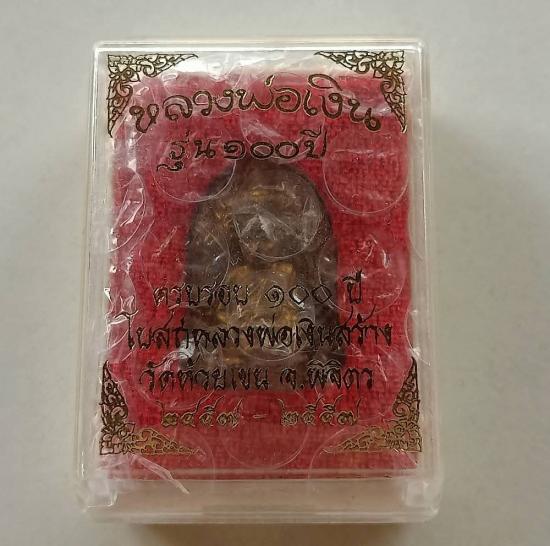 หลวงพ่อเงิน
รุ่น ๑๐๐ ปี
ครบรอบ ๑๐๐ ปี
โบสถ์หลวงพ่อเงินสร้าง
วัดห้วยเขน จ.พิจิตร
๒๔๕๗ - ๒๕๕๗